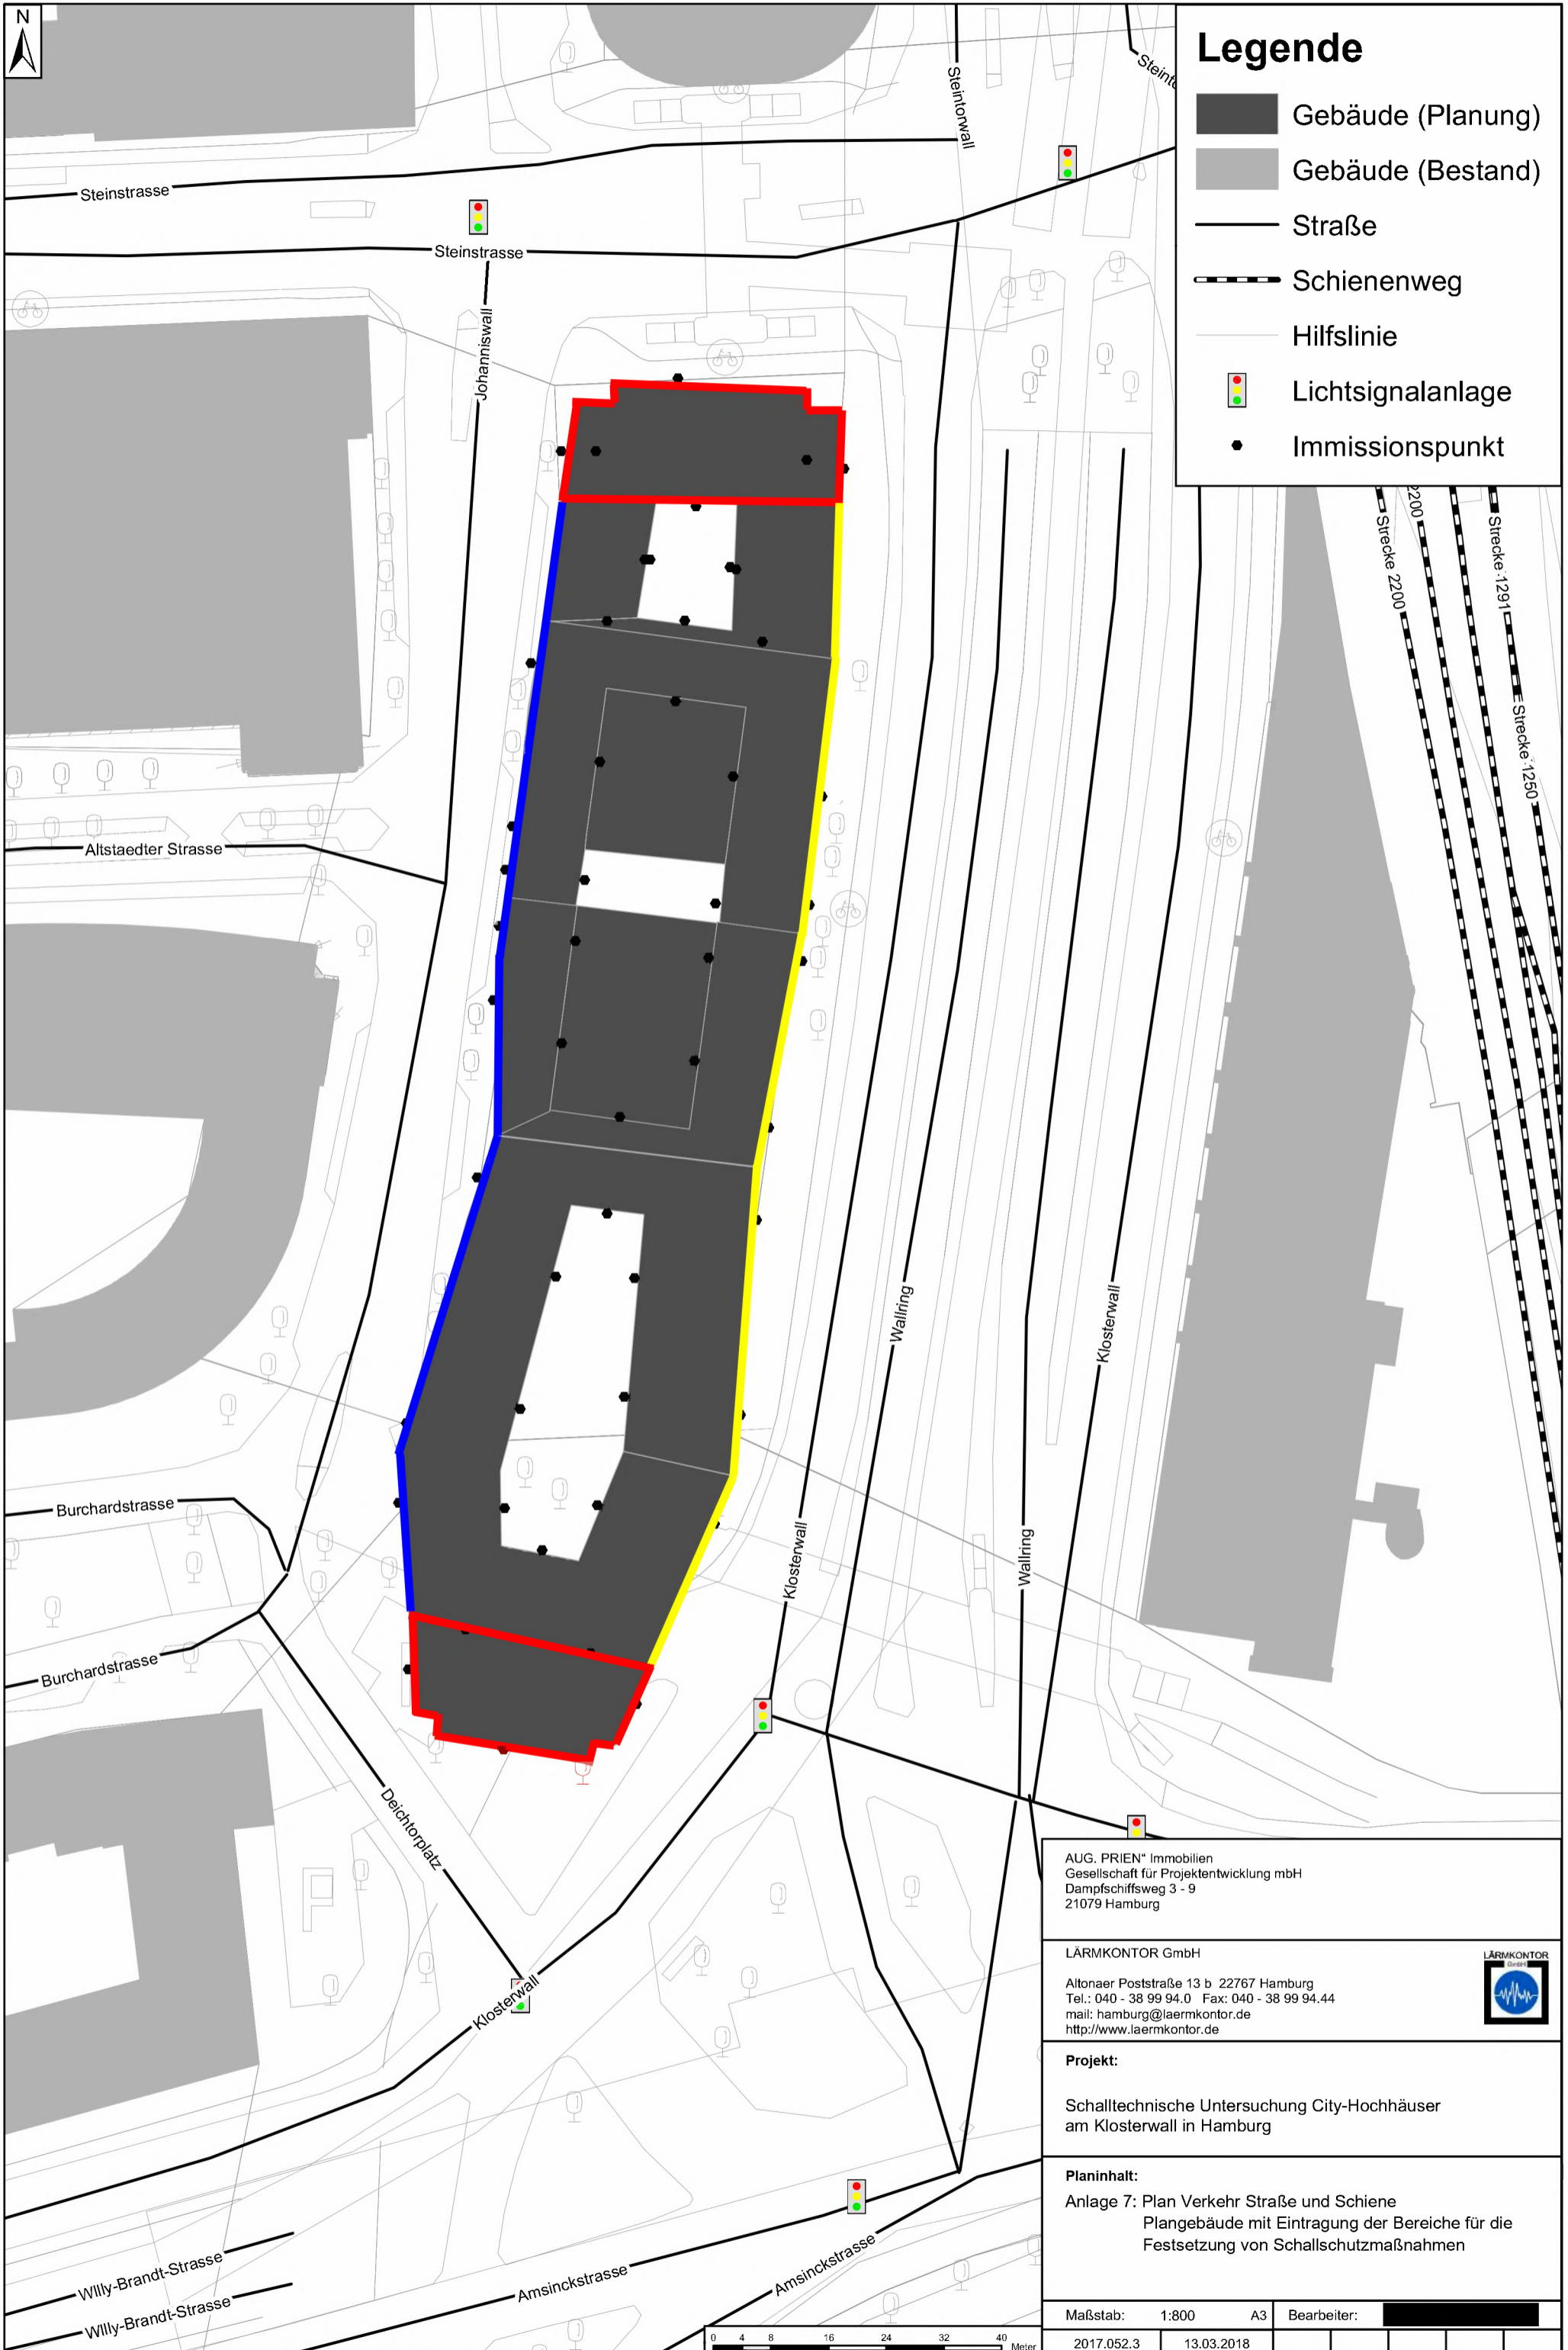 N
Legende
Gebäude (Planung)
Gebäude (Bestand)
Straße
Schienenweg
Hilfslinie
Lichtsignalanlage
Immissionspunkt
Steintorwall
Steinstrasse
Steinstrasse
Johanniswall
Strecke 2200
2200
Strecke 1291
Strecke 1250
Altstaedter Strasse
Wallring
Klosterwall
Burchardstrasse
Klosterwall
Wallring
Burchardstrasse
Deichtorplatz
P
Klosterwall
WIlly-Brandt-Strasse
WIlly-Brandt-Strasse
Amsinckstrasse
Amsinckstrasse
AUG. PRIEN" Immobilien
Gesellschaft für Projektentwicklung mbH
Dampfschiffsweg 3 - 9
21079 Hamburg
LÄRMKONTOR GmbH
Altonaer Poststraße 13 b 22767 Hamburg
Tel.: 040 - 38 99 94.0 Fax: 040 - 38 99 94.44
mail: hamburg@laermkontor.de
http://www.laermkontor.de
LÄRMKONTOR
GmbH
Projekt:
Schalltechnische Untersuchung City-Hochhäuser
am Klosterwall in Hamburg
Planinhalt:
Anlage 7: Plan Verkehr Straße und Schiene
Plangebäude mit Eintragung der Bereiche für die
Festsetzung von Schallschutzmaßnahmen
Maßstab: 1:800 A3 Bearbeiter:
0 4 8 16 24 32 40
Meter
2017.052.3 13.03.2018